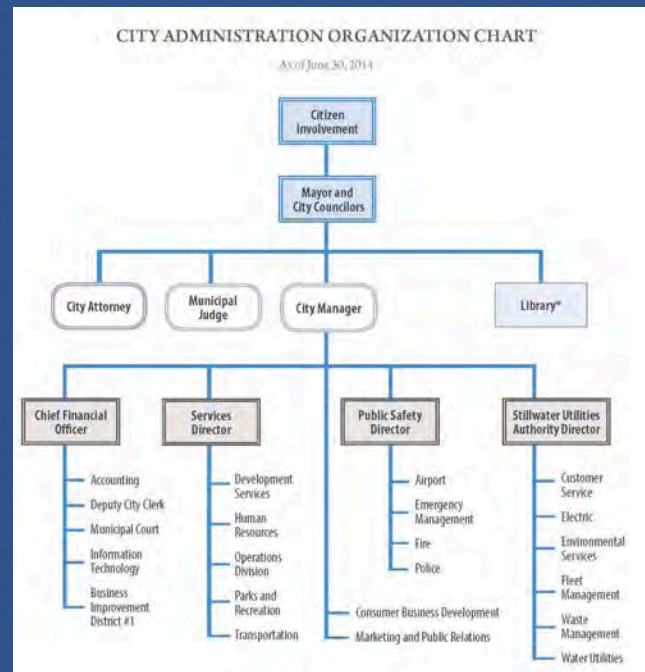 CITY ADMINISTRATION ORGANIZATION CHART
As of June 30, 2014
Citizen
Involvement
Mayor and
City Councilors
City Attorney
Municipal
Judge
City Manager
Library*
Chief Financial
Officer
Services
Director
Public Safety
Director
Stillwater Utilities
Authority Director
Accounting
Deputy City Clerk
Municipal Court
Information
Technology
Business
Improvement
District #1
Development
Services
Human
Resources
Operations
Division
Parks and
Recreation
Transportation
Airport
Emergency
Management
Fire
Police
Consumer Business Development
Marketing and Public Relations
Customer
Service
Electric
Environmental
Services
Fleet
Management
Waste
Management
Water Utilities